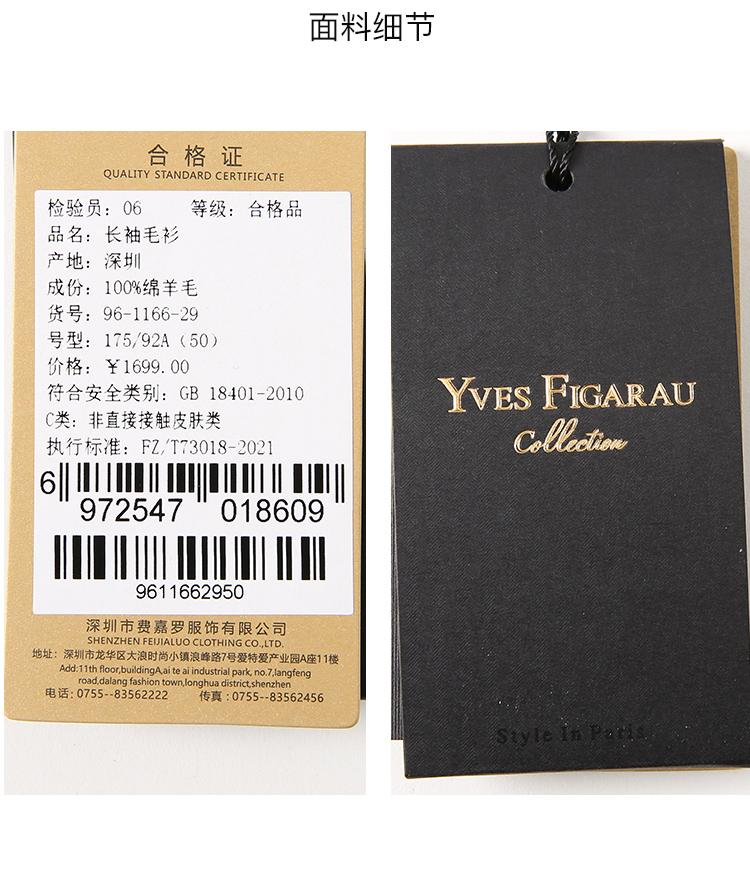 面料细节
合格证
QUALITY STANDARD CERTIFICATE
检验员：06 等级：合格品
品名：长袖毛衫
产地：深圳
成份：100%绵羊毛
货号：96-1166-29
号型：175/92A（50）
价格：￥1699.00
符合安全类别：GB 18401-2010
C类：非直接接触皮肤类
执行标准：FZ/T73018-2021
6 972547 018609
9611662950
深圳市费嘉罗服饰有限公司
SHENZHEN FEIJIALUO CLOTHING CO.,LTD.
地址：深圳市龙华区大浪时尚小镇浪峰路7号爱特爱产业园A座11楼
Add:11th floor,buildingA,ai te ai industrial park, no.7,langfeng
road,dalang fashion town,longhua district,shenzhen
电话：0755--83562222 传真：0755--83562456
YVES FIGARAU
Collection
Style In Paris